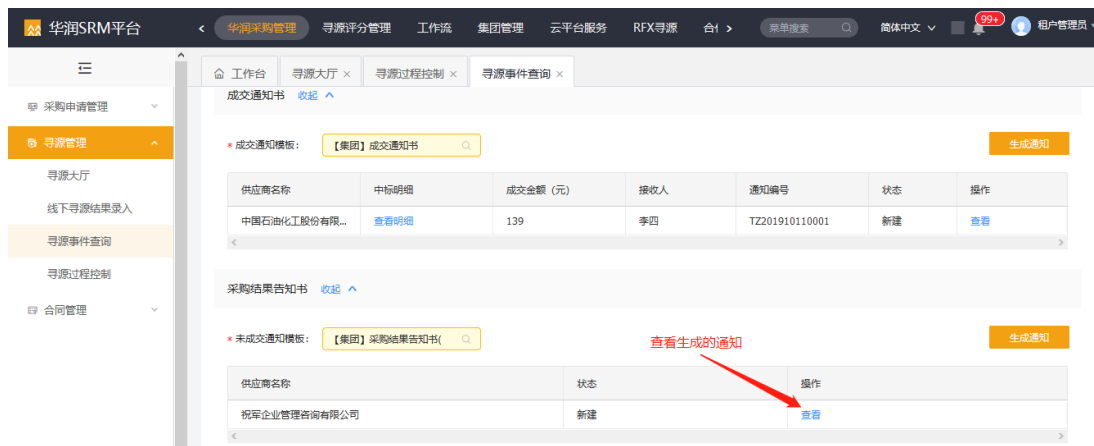 华润SRM平台
华润采购管理 寻源评分管理 工作流 集团管理 云平台服务 RFX寻源 菜单搜索 简体中文 99+ 租户管理员
工作台 寻源大厅 × 寻源过程控制 × 寻源事件查询 ×
采购申请管理
寻源管理
寻源大厅
线下寻源结果录入
寻源事件查询
寻源过程控制
合同管理
成交通知书 收起
* 成交通知模板： 【集团】成交通知书 生成通知
供应商名称 中标明细 成交金额（元） 接收人 通知编号 状态 操作
中国石油化工股份有限... 查看明细 139 李四 TZ201910110001 新建 查看
采购结果告知书 收起
* 未成交通知模板： 【集团】采购结果告知书( 生成通知
查看生成的通知
供应商名称 状态 操作
祝军企业管理咨询有限公司 新建 查看